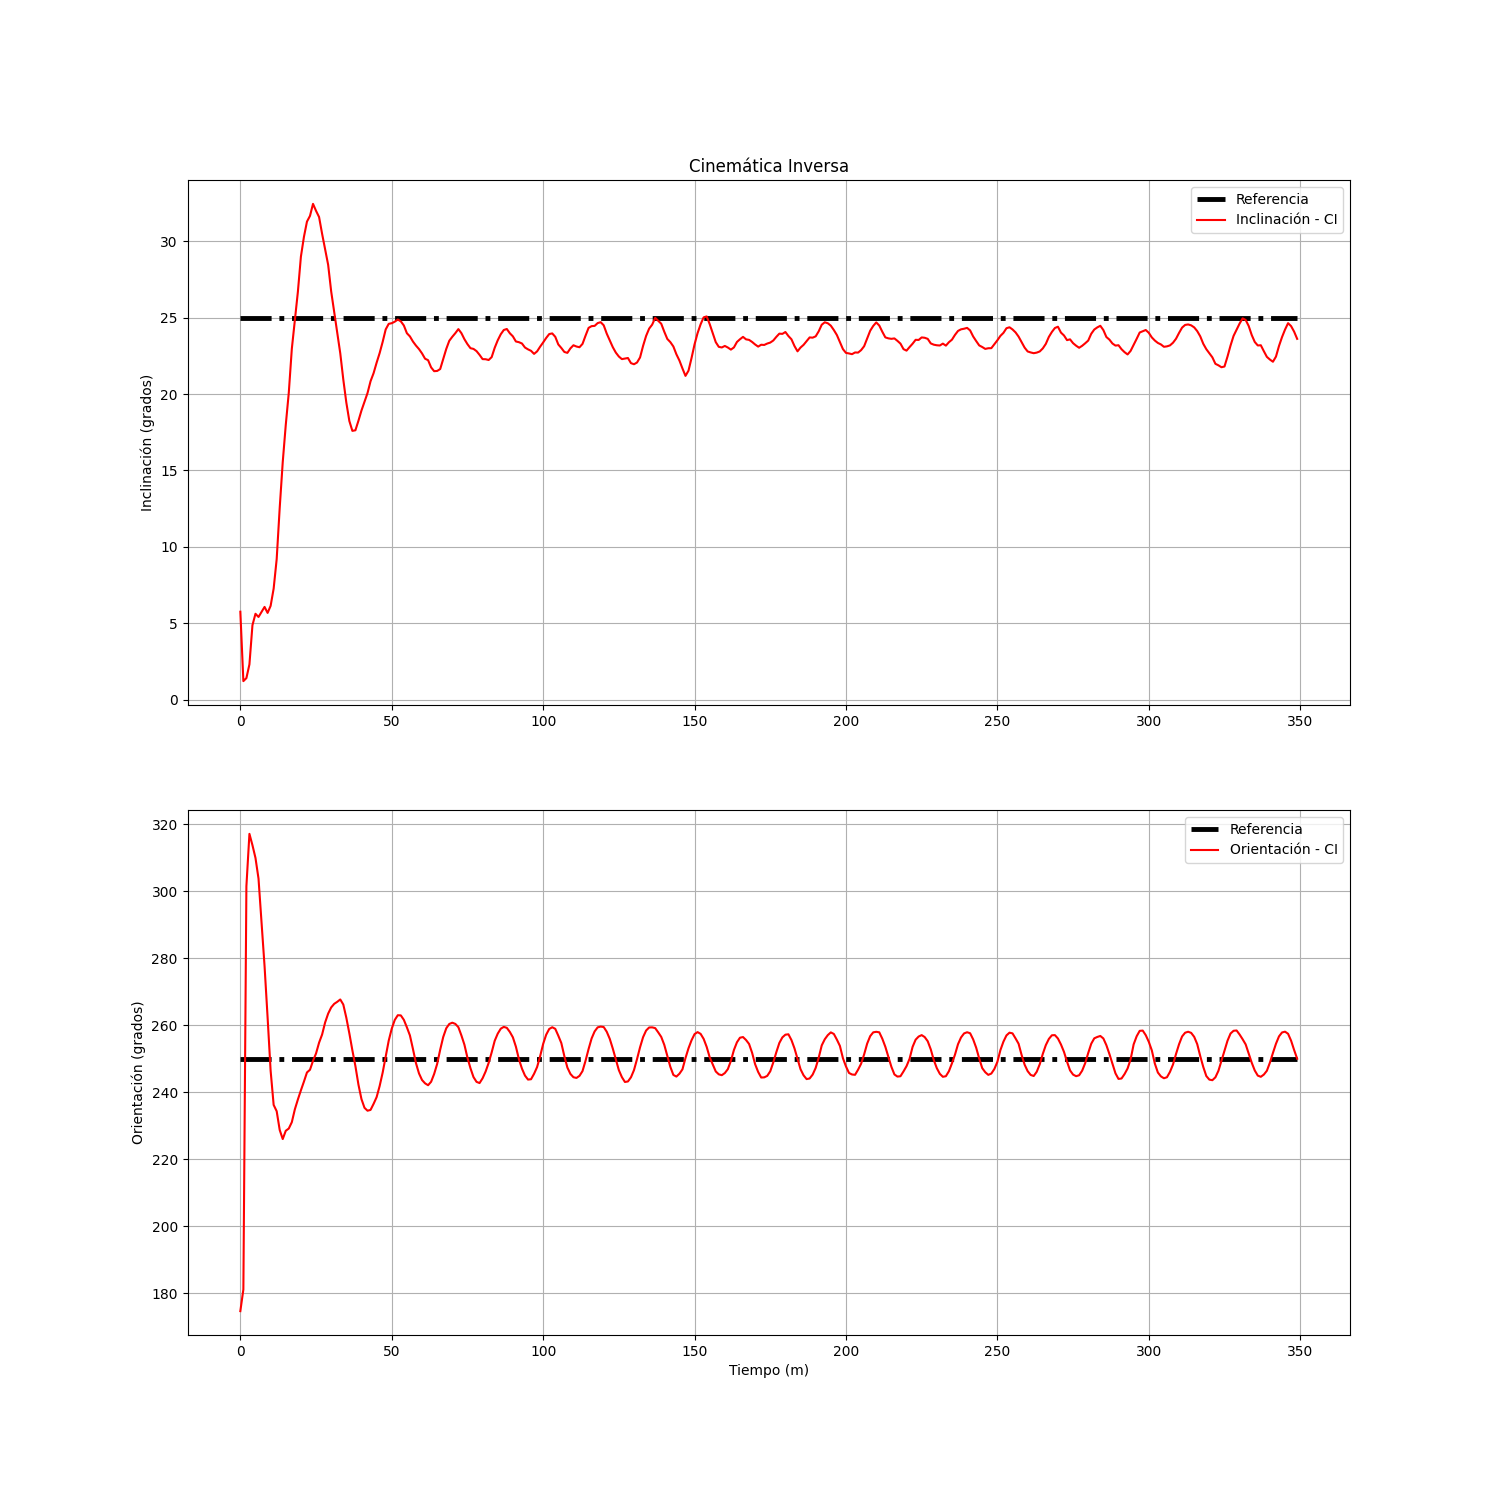 Cinemática Inversa
Referencia
Inclinación - CI
Inclinación (grados)
30
25
20
15
10
5
0
0 50 100 150 200 250 300 350
Referencia
Orientación - CI
Orientación (grados)
320
300
280
260
240
220
200
180
0 50 100 150 200 250 300 350
Tiempo (m)